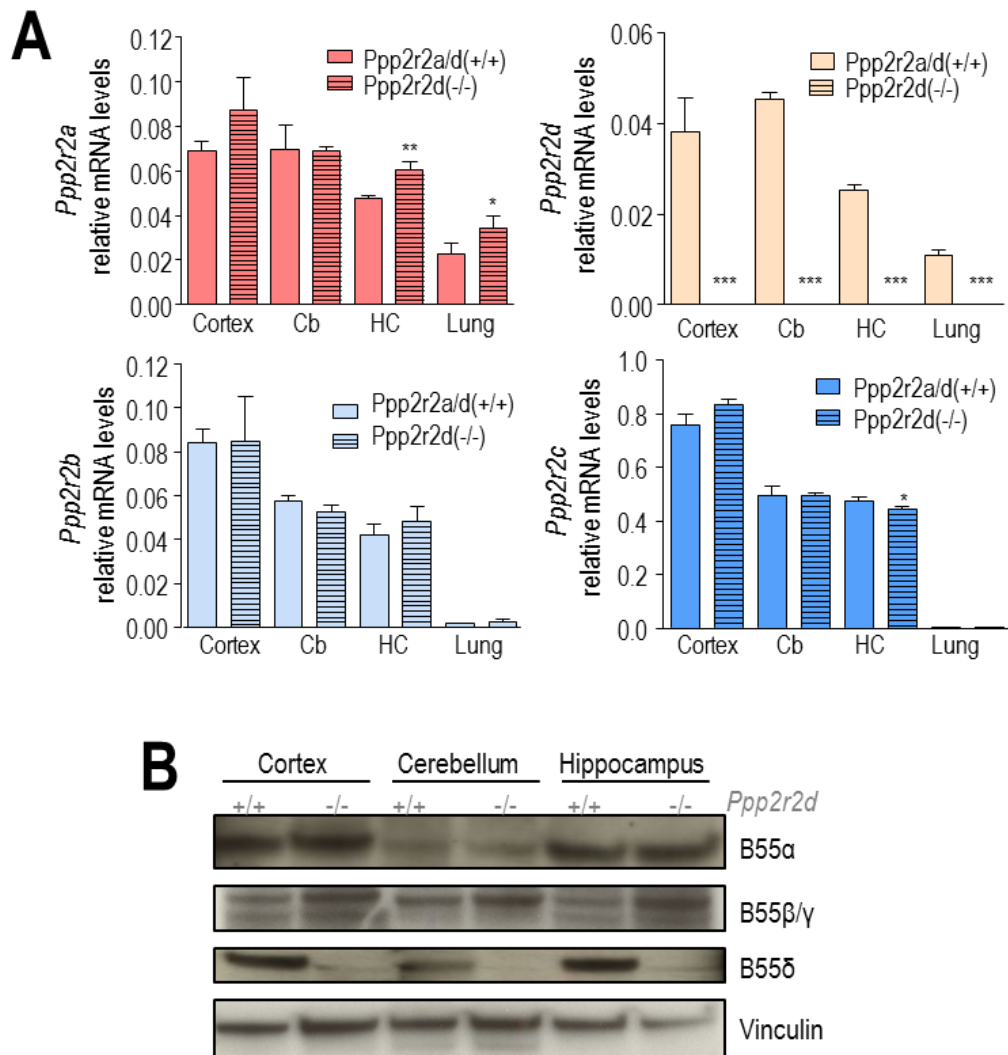 A
Ppp2r2a
relative mRNA levels
0.12
0.10
0.08
0.06
0.04
0.02
0.00
Ppp2r2a/d(+/+)
Ppp2r2d(-/-)
**
*
Cortex Cb HC Lung
Ppp2r2d
relative mRNA levels
0.06
0.04
0.02
0.00
Ppp2r2a/d(+/+)
Ppp2r2d(-/-)
*** *** *** ***
Cortex Cb HC Lung
Ppp2r2b
relative mRNA levels
0.12
0.10
0.08
0.06
0.04
0.02
0.00
Ppp2r2a/d(+/+)
Ppp2r2d(-/-)
Cortex Cb HC Lung
Ppp2r2c
relative mRNA levels
1.0
0.8
0.6
0.4
0.2
0.0
Ppp2r2a/d(+/+)
Ppp2r2d(-/-)
*
Cortex Cb HC Lung
B
Cortex Cerebellum Hippocampus
+/+ -/- +/+ -/- +/+ -/- Ppp2r2d
B55α
B55β/γ
B55δ
Vinculin